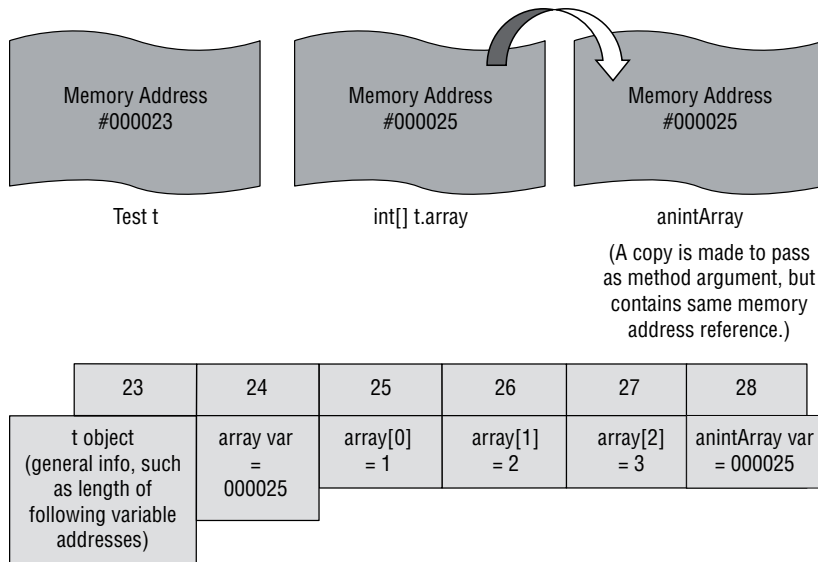 Memory Address
#000023
Memory Address
#000025
Memory Address
#000025
Test t
int[] t.array
anintArray
(A copy is made to pass
as method argument, but
contains same memory
address reference.)
23
24
25
26
27
28
t object
(general info, such
as length of
following variable
addresses)
array var
=
000025
array[0]
= 1
array[1]
= 2
array[2]
= 3
anintArray var
= 000025